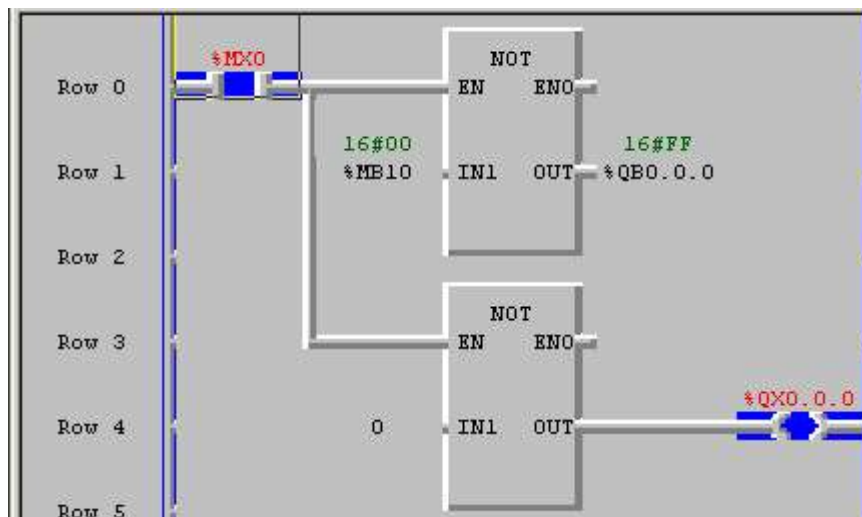 %MX0
NOT
Row 0
EN ENO
16#00
16#FF
Row 1
%MB10
IN1 OUT
%QB0.0.0
Row 2
NOT
Row 3
EN ENO
%QX0.0.0
Row 4
0
IN1 OUT
Row 5